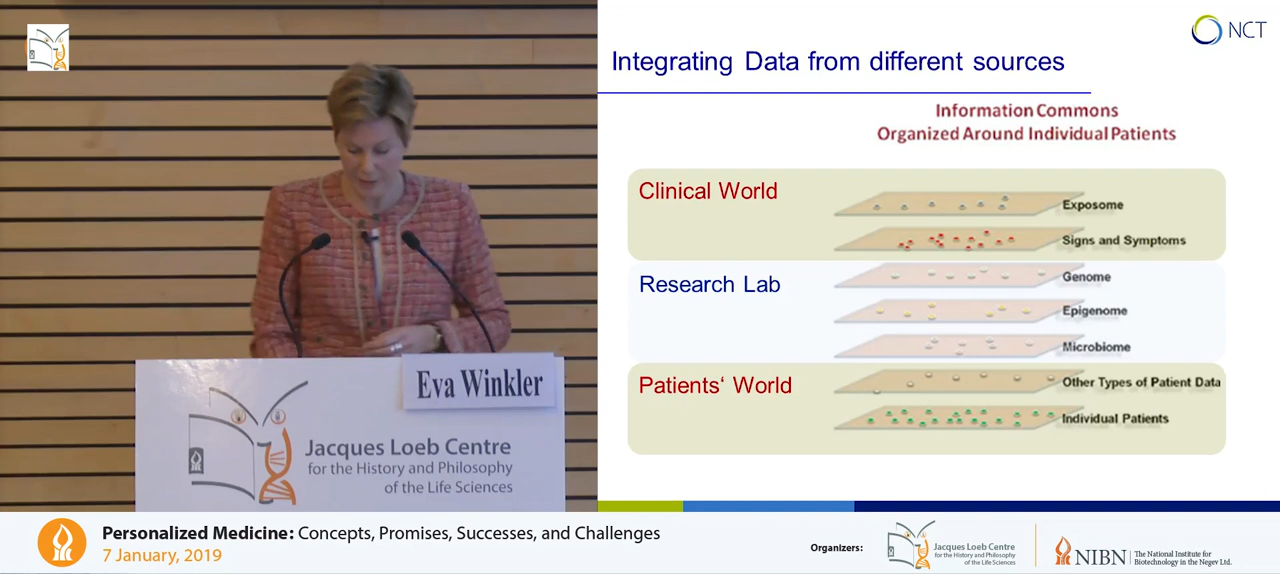 NCT
Integrating Data from different sources
Information Commons
Organized Around Individual Patients
Clinical World
Exposome
Signs and Symptoms
Research Lab
Genome
Epigenome
Microbiome
Patients‘ World
Other Types of Patient Data
Individual Patients
Eva Winkler
Jacques Loeb Centre
for the History and Philosophy
of the Life Sciences
Personalized Medicine: Concepts, Promises, Successes, and Challenges
7 January, 2019
Organizers:
Jacques Loeb Centre
for the History and Philosophy
of the Life Sciences
NIBN
The National Institute for
Biotechnology in the Negev Ltd.